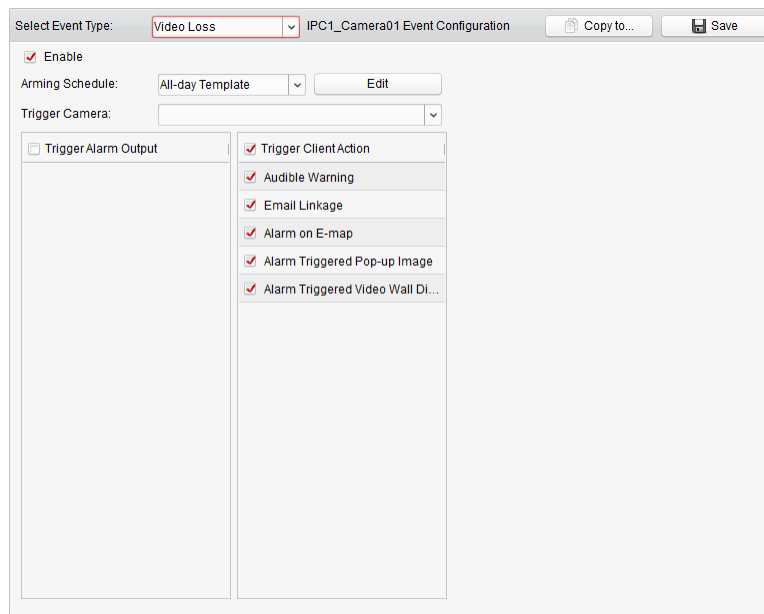 Select Event Type: Video Loss IPC1_Camera01 Event Configuration Copy to... Save
Enable
Arming Schedule: All-day Template Edit
Trigger Camera:
Trigger Alarm Output Trigger Client Action
Audible Warning
Email Linkage
Alarm on E-map
Alarm Triggered Pop-up Image
Alarm Triggered Video Wall Di...